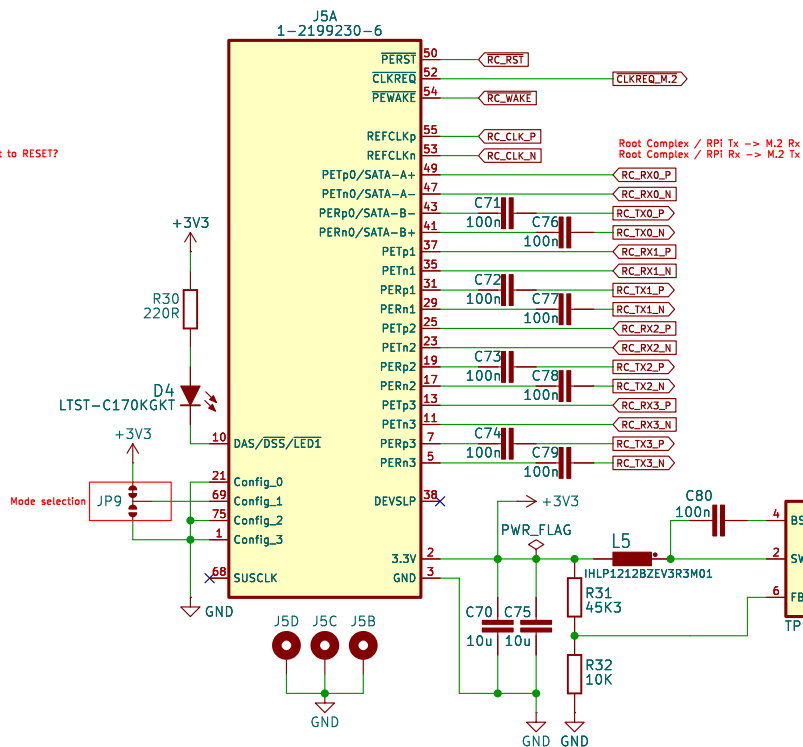 J5A
1-2199230-6
PERST 50 RC_RST
CLKREQ 52 CLKREQ_M.2
PEWAKE 54 RC_WAKE
REFCLKp 55 RC_CLK_P
REFCLKn 53 RC_CLK_N
t to RESET?
Root Complex / RPi Tx -> M.2 Rx
Root Complex / RPi Rx -> M.2 Tx
PETp0/SATA-A+ 49 RC_RX0_P
PETn0/SATA-A- 47 RC_RX0_N
PERp0/SATA-B- 43 C71 100n RC_TX0_P
PERn0/SATA-B+ 41 C76 100n RC_TX0_N
PETp1 37 RC_RX1_P
PETn1 35 RC_RX1_N
PERp1 31 C72 100n RC_TX1_P
PERn1 29 C77 100n RC_TX1_N
PETp2 25 RC_RX2_P
PETn2 23 RC_RX2_N
PERp2 19 C73 100n RC_TX2_P
PERn2 17 C78 100n RC_TX2_N
PETp3 13 RC_RX3_P
PETn3 11 RC_RX3_N
PERp3 7 C74 100n RC_TX3_P
PERn3 5 C79 100n RC_TX3_N
+3V3
R30
220R
D4
LTST-C170KGKT
10 DAS/DSS/LED1
+3V3
Mode selection JP9
21 Config_0
69 Config_1
75 Config_2
1 Config_3
68 SUSCLK
GND
DEVSLP 38
3.3V 2
GND 3
+3V3
PWR_FLAG
C70
10u
C75
10u
L5
IHLP1212BZEV3R3M01
C80
100n
4 BS
2 SW
6 FB
TP
R31
45K3
R32
10K
GND
GND
J5D J5C J5B
GND